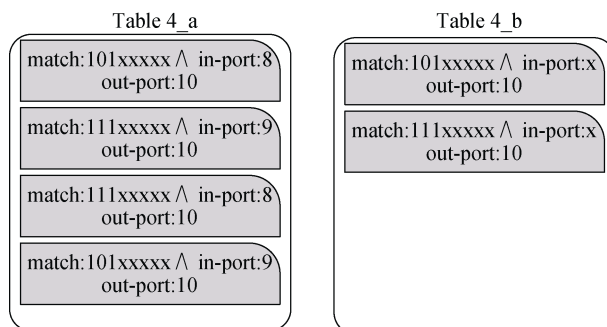 Table 4_a
match:101xxxxx /\ in-port:8
out-port:10
match:111xxxxx /\ in-port:9
out-port:10
match:111xxxxx /\ in-port:8
out-port:10
match:101xxxxx /\ in-port:9
out-port:10
Table 4_b
match:101xxxxx /\ in-port:x
out-port:10
match:111xxxxx /\ in-port:x
out-port:10